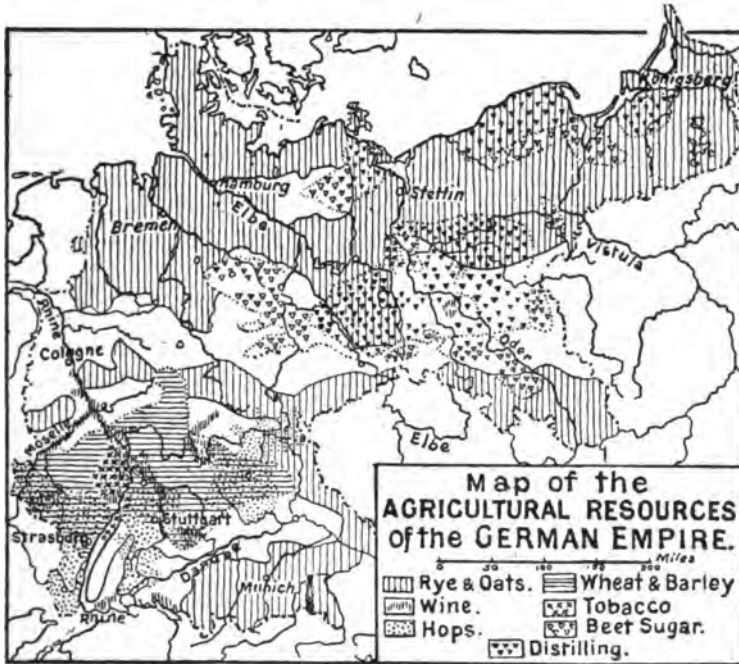 Königsberg
Hamburg
Stettin
Elbe
Bremen
Vistula
Rhine
Cologne
Oder
Moselle
Elbe
Stuttgart
Strasburg
Danube
Munich
Rhine
Map of the
AGRICULTURAL RESOURCES
of the GERMAN EMPIRE.
0 50 100 150 200
Miles
Rye & Oats. Wheat & Barley
Wine. Tobacco
Hops. Beet Sugar.
Distilling.